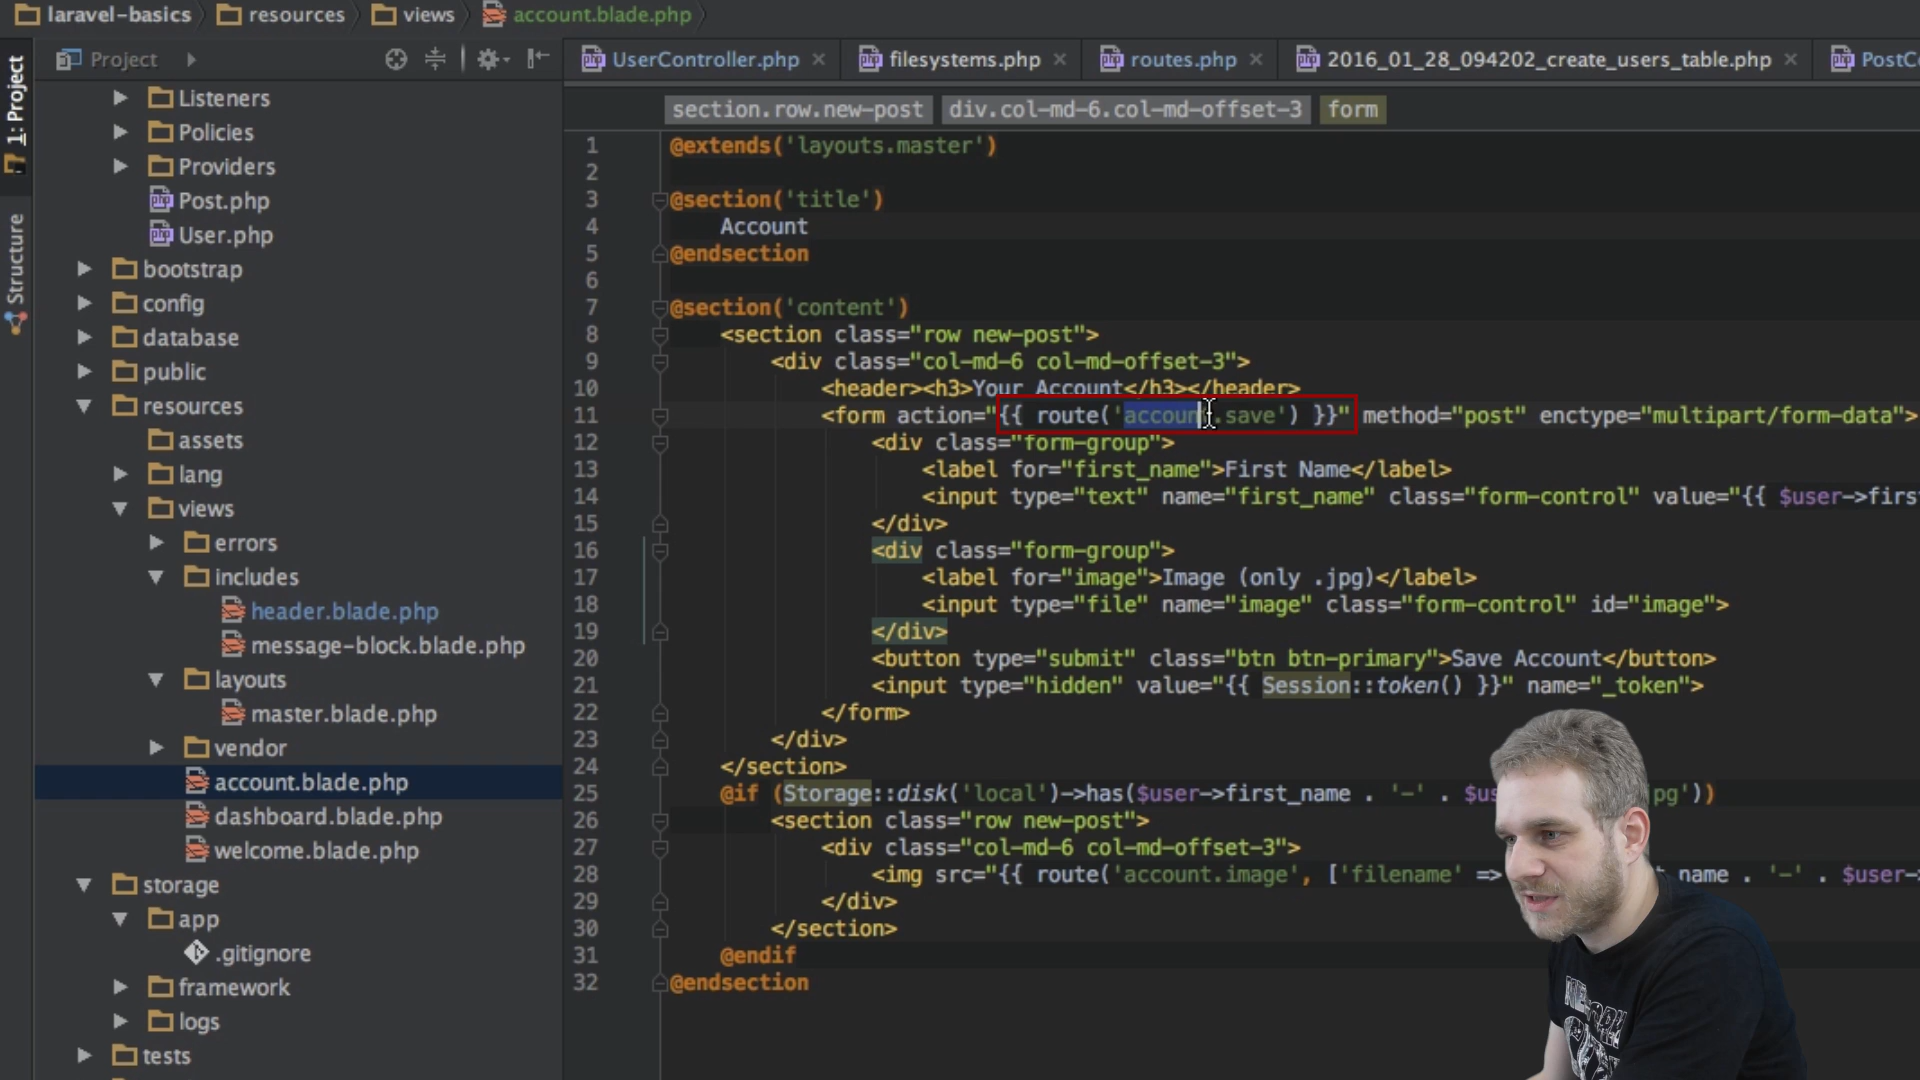 laravel-basics resources views account.blade.php
1: Project
Structure
Project
Listeners
Policies
Providers
Post.php
User.php
bootstrap
config
database
public
resources
assets
lang
views
errors
includes
header.blade.php
message-block.blade.php
layouts
master.blade.php
vendor
account.blade.php
dashboard.blade.php
welcome.blade.php
storage
app
.gitignore
framework
logs
tests
UserController.php filesystems.php routes.php 2016_01_28_094202_create_users_table.php
section.row.new-post div.col-md-6.col-md-offset-3 form
1 @extends('layouts.master')
2
3 @section('title')
4 Account
5 @endsection
6
7 @section('content')
8 <section class="row new-post">
9 <div class="col-md-6 col-md-offset-3">
10 <header><h3>Your Account</h3></header>
11 <form action="{{ route('account.save') }}" method="post" enctype="multipart/form-data">
12 <div class="form-group">
13 <label for="first_name">First Name</label>
14 <input type="text" name="first_name" class="form-control" value="{{ $user->firs
15 </div>
16 <div class="form-group">
17 <label for="image">Image (only .jpg)</label>
18 <input type="file" name="image" class="form-control" id="image">
19 </div>
20 <button type="submit" class="btn btn-primary">Save Account</button>
21 <input type="hidden" value="{{ Session::token() }}" name="_token">
22 </form>
23 </div>
24 </section>
25 @if (Storage::disk('local')->has($user->first_name . '-' . $us pg'))
26 <section class="row new-post">
27 <div class="col-md-6 col-md-offset-3">
28 <img src="{{ route('account.image', ['filename' => t_name . '-' . $user-
29 </div>
30 </section>
31 @endif
32 @endsection